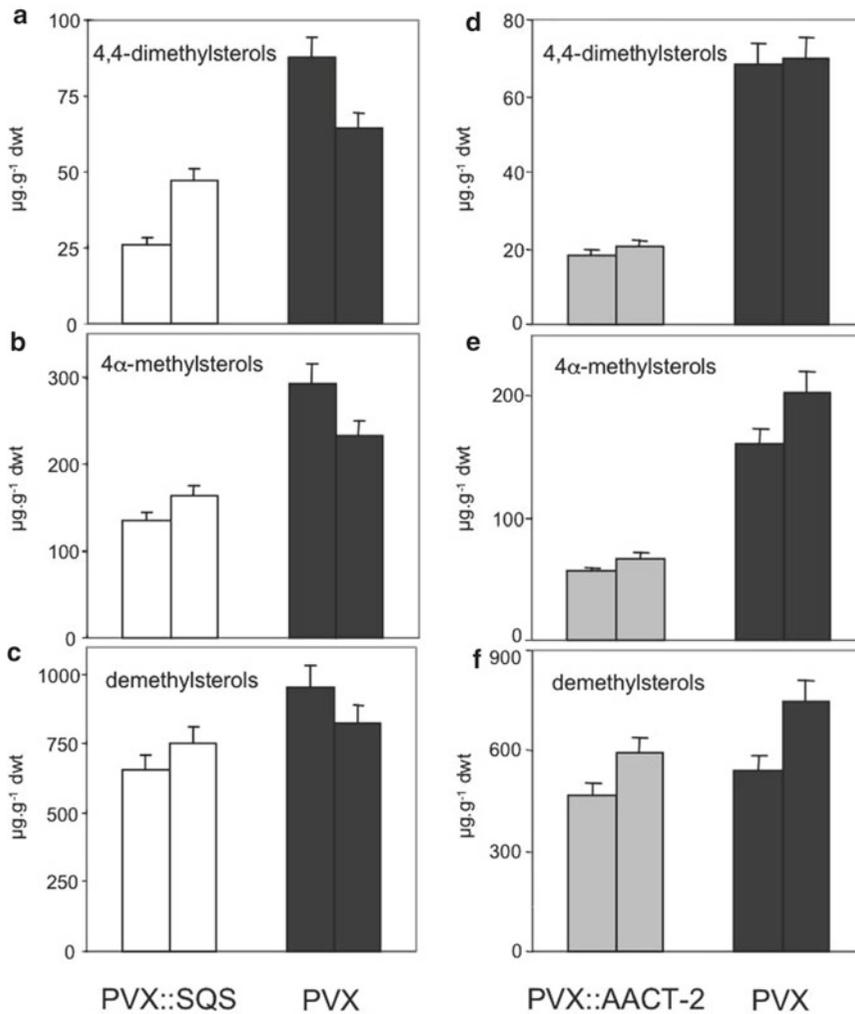 a
4,4-dimethylsterols
µg.g⁻¹ dwt
100
75
50
25
0
b
4α-methylsterols
µg.g⁻¹ dwt
300
200
100
0
c
demethylsterols
µg.g⁻¹ dwt
1000
750
500
250
0
PVX::SQS
PVX
d
4,4-dimethylsterols
µg.g⁻¹ dwt
80
60
40
20
0
e
4α-methylsterols
µg.g⁻¹ dwt
200
100
0
f
demethylsterols
µg.g⁻¹ dwt
900
600
300
0
PVX::AACT-2
PVX